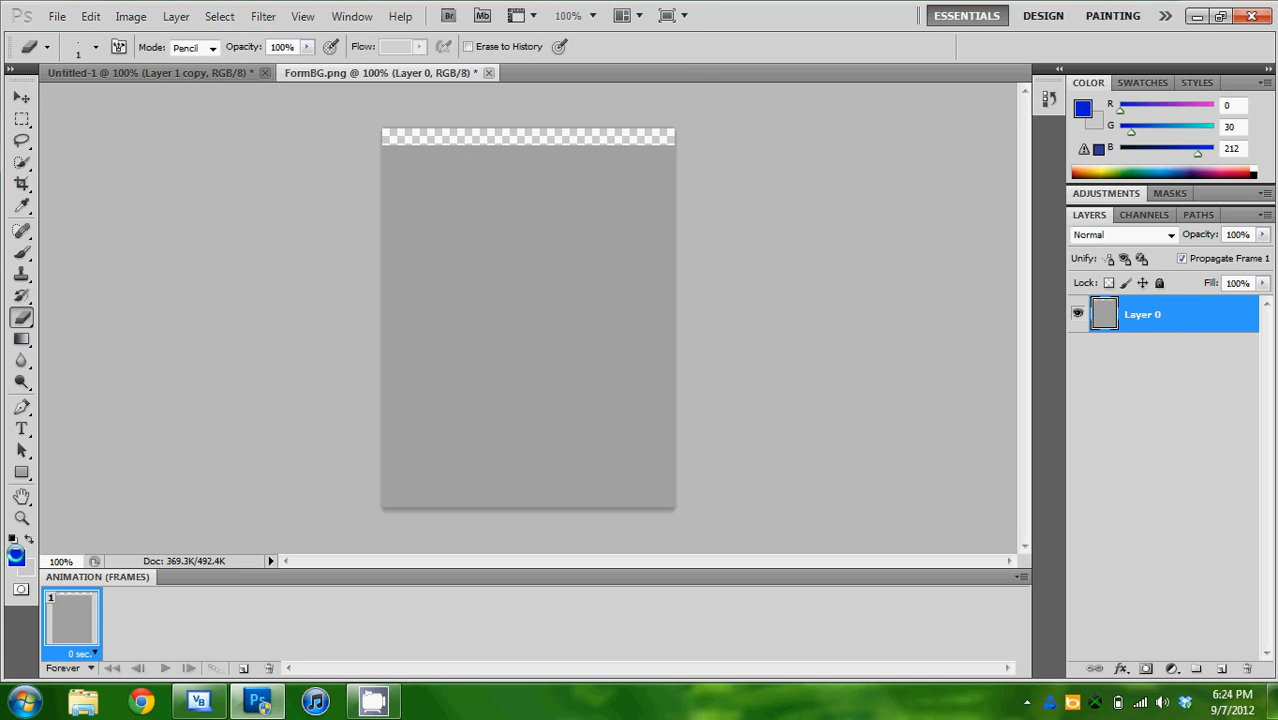 Ps File Edit Image Layer Select Filter View Window Help Br Mb 100% ESSENTIALS DESIGN PAINTING
1 Mode: Pencil Opacity: 100% Flow: Erase to History
Untitled-1 @ 100% (Layer 1 copy, RGB/8) * FormBG.png @ 100% (Layer 0, RGB/8) *
COLOR SWATCHES STYLES
R 0
G 30
B 212
ADJUSTMENTS MASKS
LAYERS CHANNELS PATHS
Normal Opacity: 100%
Unify: Propagate Frame 1
Lock: Fill: 100%
Layer 0
T
100% Doc: 369.3K/492.4K
ANIMATION (FRAMES)
1
0 sec.
Forever
VB Ps
6:24 PM
9/7/2012